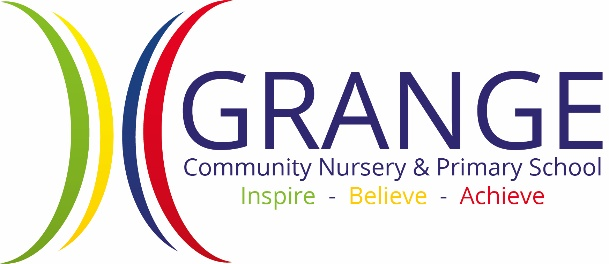 GRANGE
Community Nursery & Primary School
Inspire - Believe - Achieve